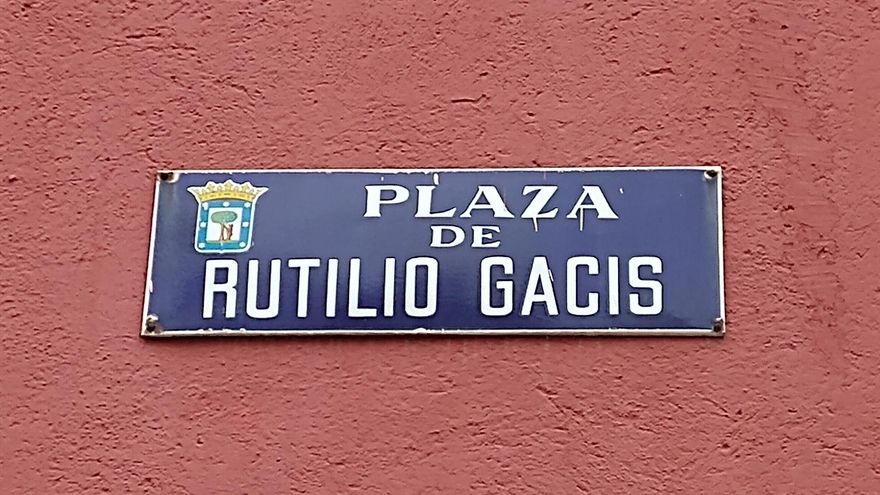 PLAZA
DE
RUTILIO GACIS